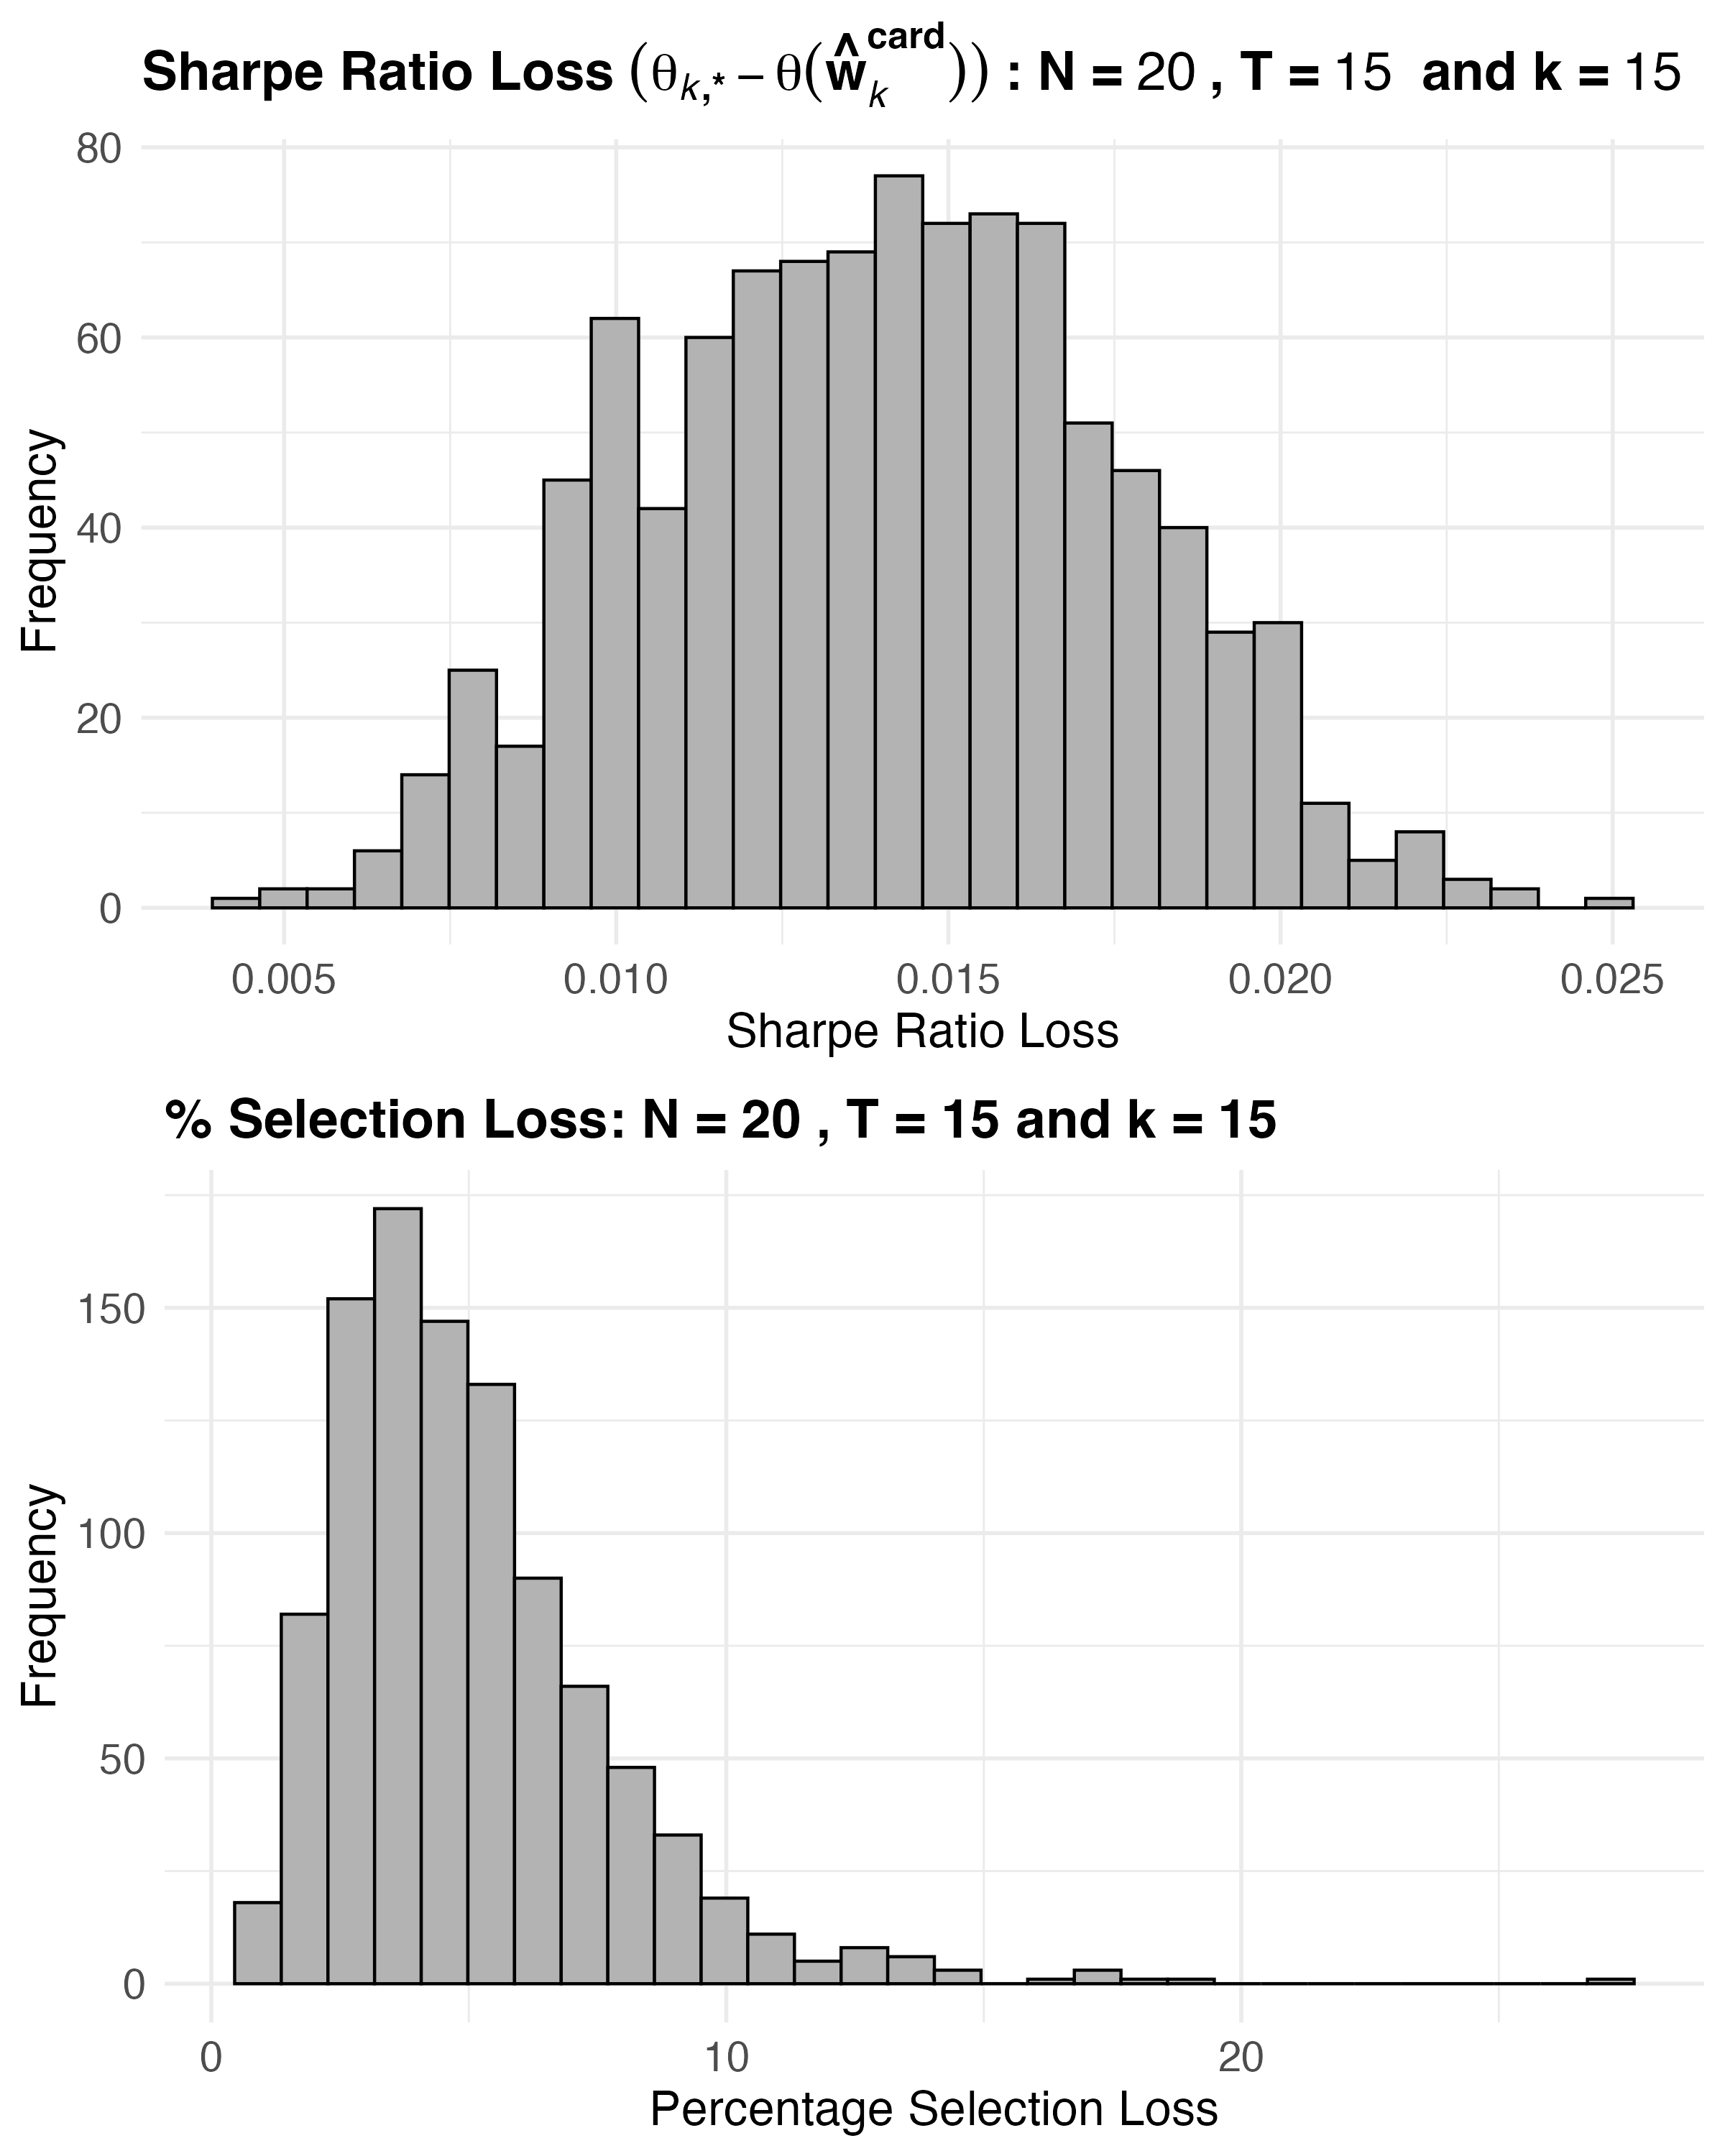 Sharpe Ratio Loss (θk,* − θ(ŵk^card)) : N = 20 , T = 15 and k = 15
80
60
40
20
0
Frequency
0.005 0.010 0.015 0.020 0.025
Sharpe Ratio Loss
% Selection Loss: N = 20 , T = 15 and k = 15
150
100
50
0
Frequency
0 10 20
Percentage Selection Loss